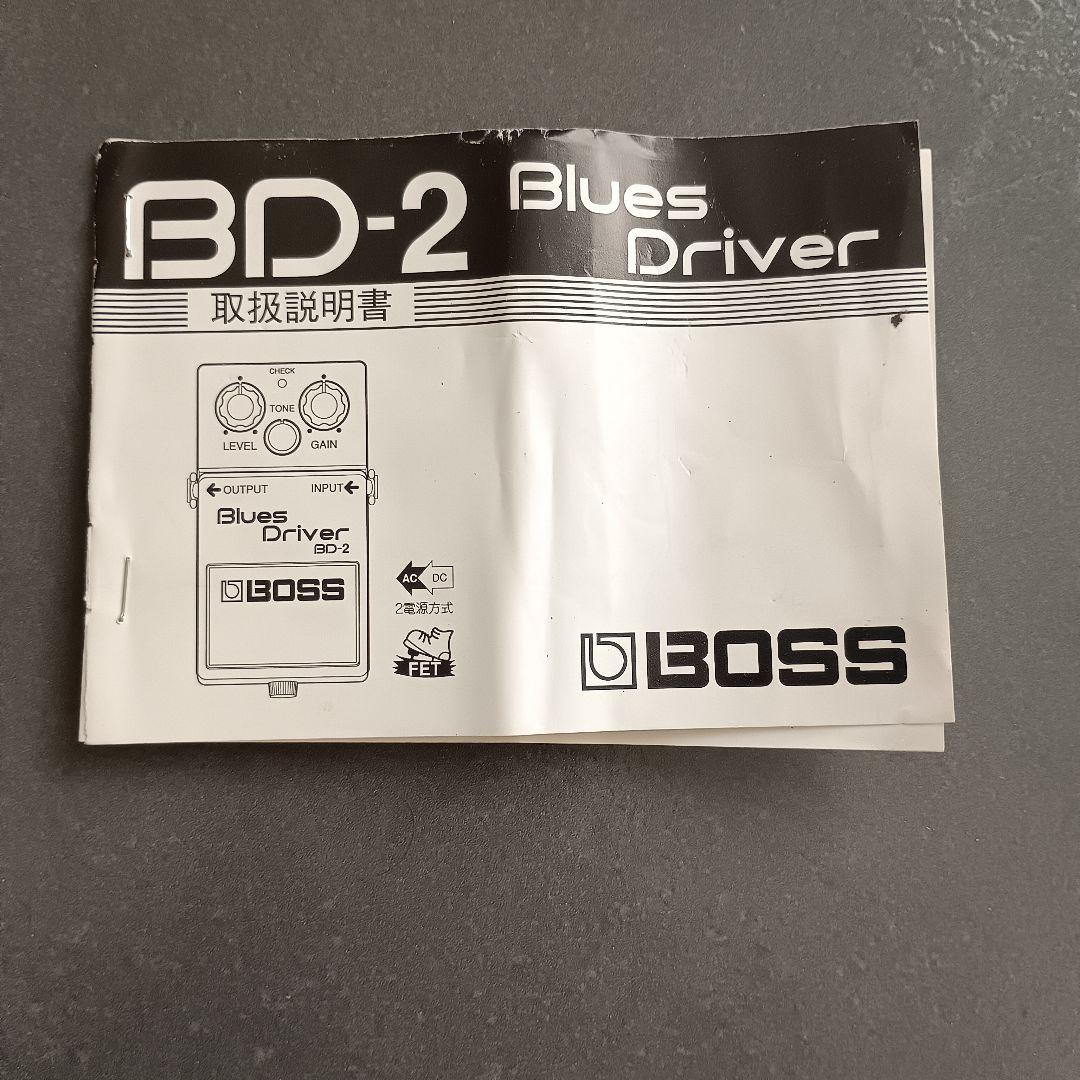 BD-2
Blues
Driver
取扱説明書
CHECK
TONE
LEVEL
GAIN
OUTPUT
INPUT
Blues
Driver
BD-2
BOSS
AC
DC
2電源方式
FET
BOSS